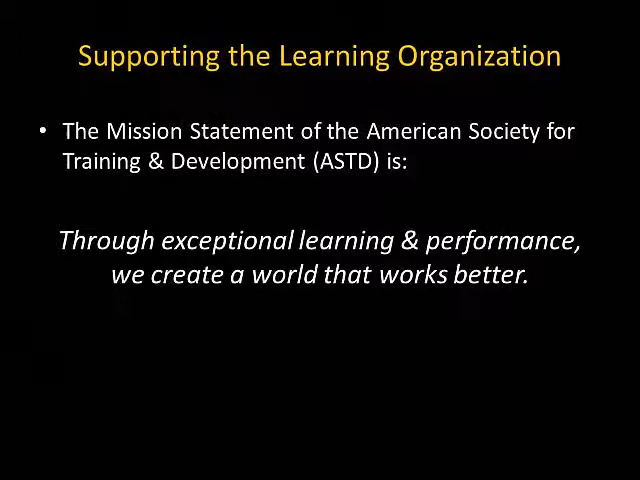 Supporting the Learning Organization
• The Mission Statement of the American Society for
Training & Development (ASTD) is:
Through exceptional learning & performance,
we create a world that works better.